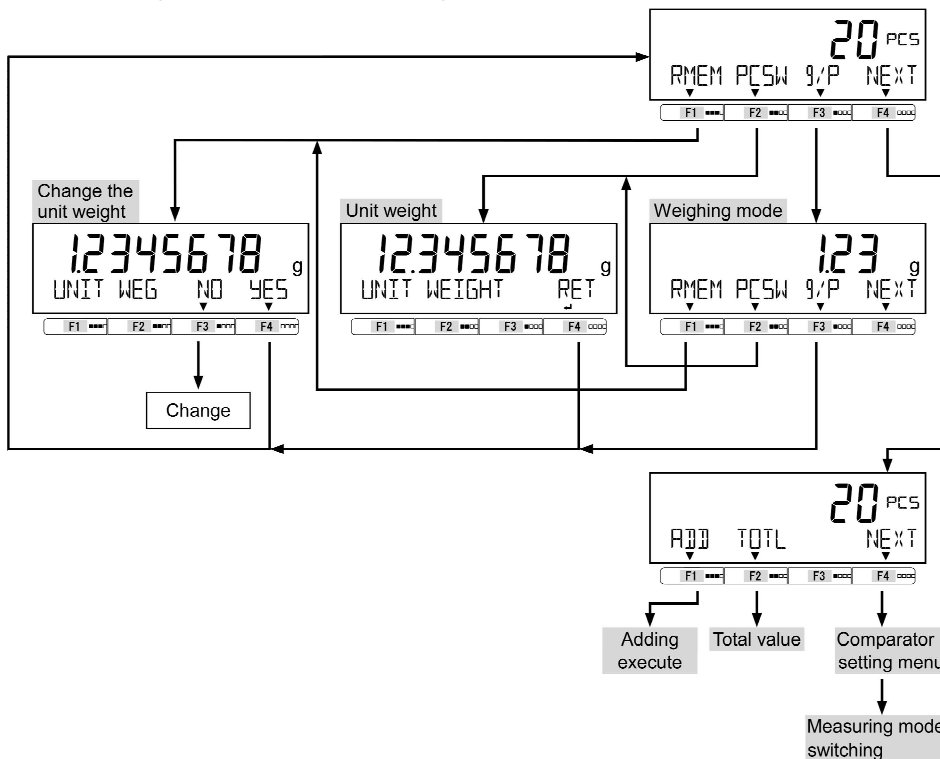 20 PCS
RMEM PCSW g/P NEXT
F1 F2 F3 F4
Change the
unit weight
1.2345678 g
UNIT WEG NO YES
F1 F2 F3 F4
Change
Unit weight
12.345678 g
UNIT WEIGHT RET
F1 F2 F3 F4
Weighing mode
1.23 g
RMEM PCSW g/P NEXT
F1 F2 F3 F4
20 PCS
ADD TOTL NEXT
F1 F2 F3 F4
Adding
execute
Total value
Comparator
setting menu
Measuring mode
switching